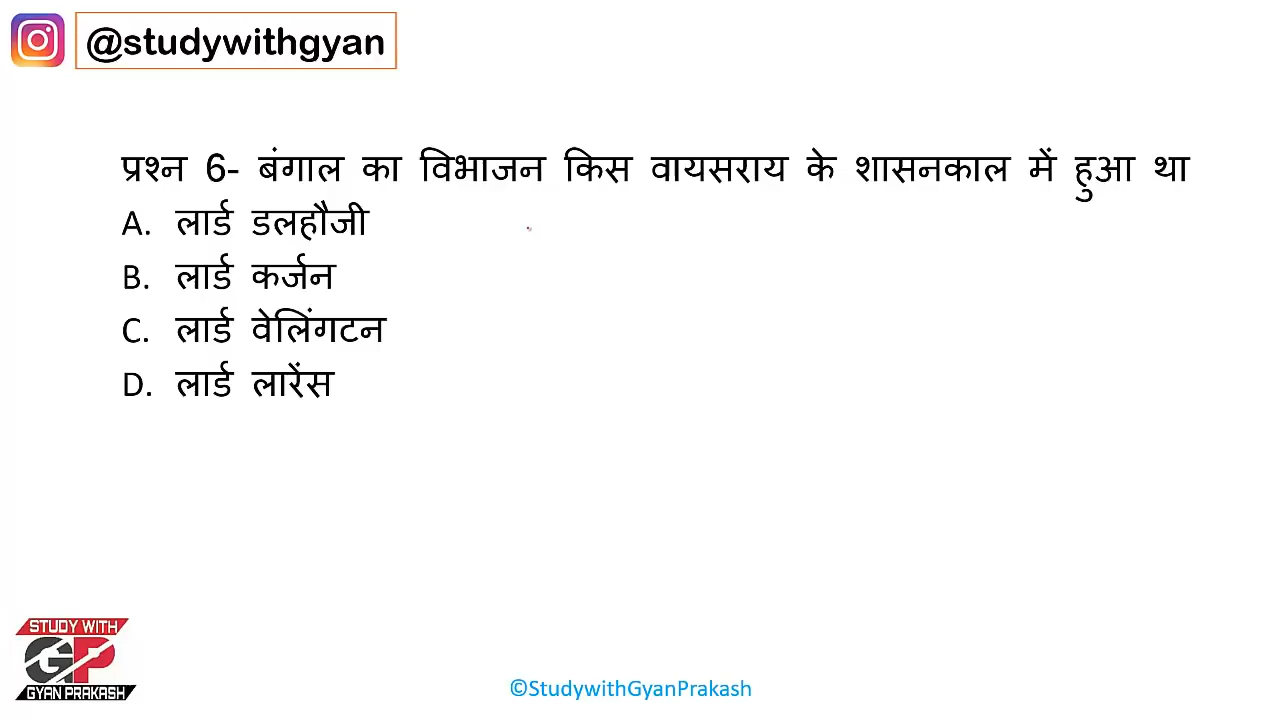 @studywithgyan
प्रश्न 6- बंगाल का विभाजन किस वायसराय के शासनकाल में हुआ था
A. लार्ड डलहौजी
B. लार्ड कर्जन
C. लार्ड वेलिंगटन
D. लार्ड लारेंस
STUDY WITH
GP
GYAN PRAKASH
©StudywithGyanPrakash